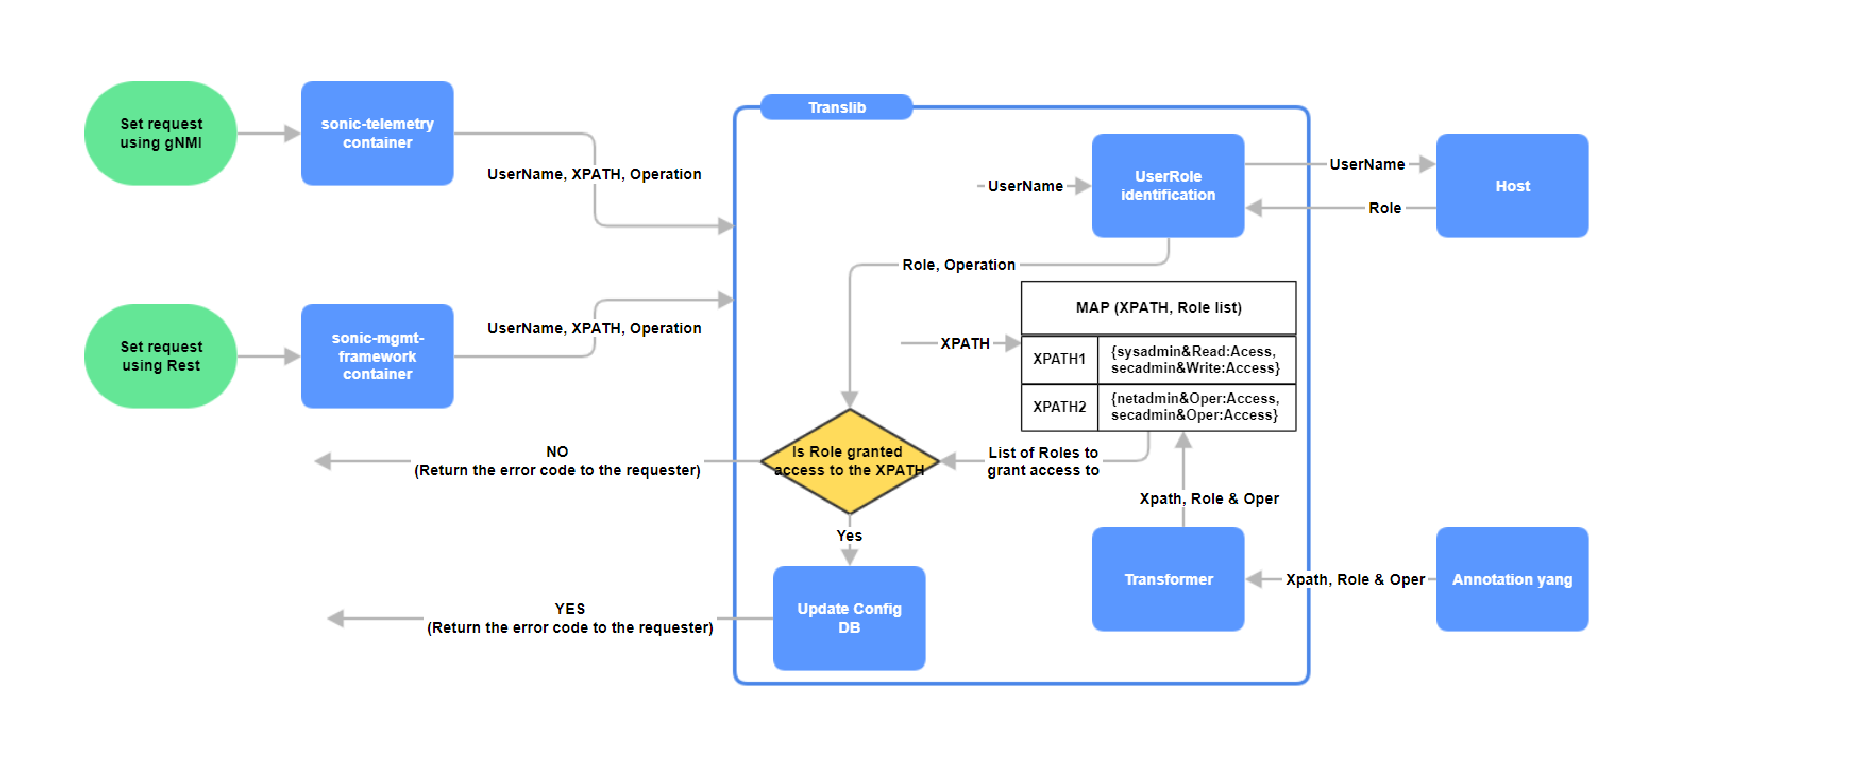 Translib
Set request
using gNMI
sonic-telemetry
container
UserName, XPATH, Operation
UserName
UserRole
identification
UserName
Role
Host
Role, Operation
MAP (XPATH, Role list)
XPATH
XPATH1
{sysadmin&Read:Acess,
secadmin&Write:Access}
XPATH2
{netadmin&Oper:Access,
secadmin&Oper:Access}
Set request
using Rest
sonic-mgmt-
framework
container
UserName, XPATH, Operation
NO
(Return the error code to the requester)
Is Role granted
access to the XPATH
List of Roles to
grant access to
Xpath, Role & Oper
Yes
Transformer
Xpath, Role & Oper
Annotation yang
YES
(Return the error code to the requester)
Update Config
DB